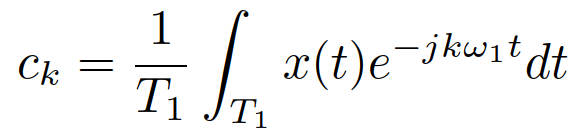 c_k = \frac{1}{T_1} \int_{T_1} x(t) e^{-jk\omega_1 t} dt